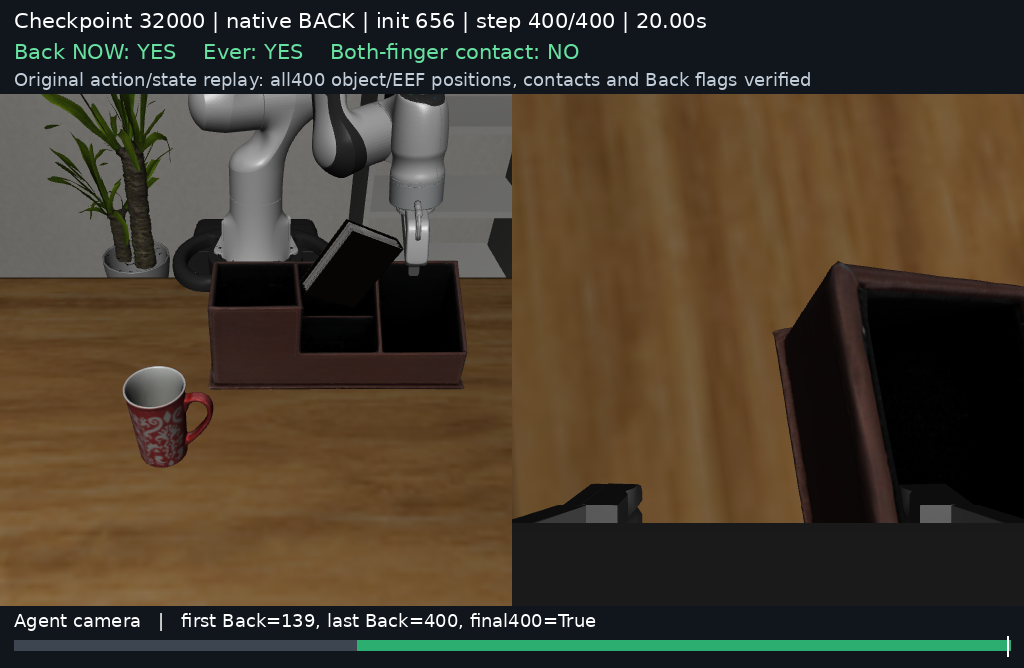 Checkpoint 32000 | native BACK | init 656 | step 400/400 | 20.00s
Back NOW: YES    Ever: YES    Both-finger contact: NO
Original action/state replay: all400 object/EEF positions, contacts and Back flags verified
Agent camera   |   first Back=139, last Back=400, final400=True